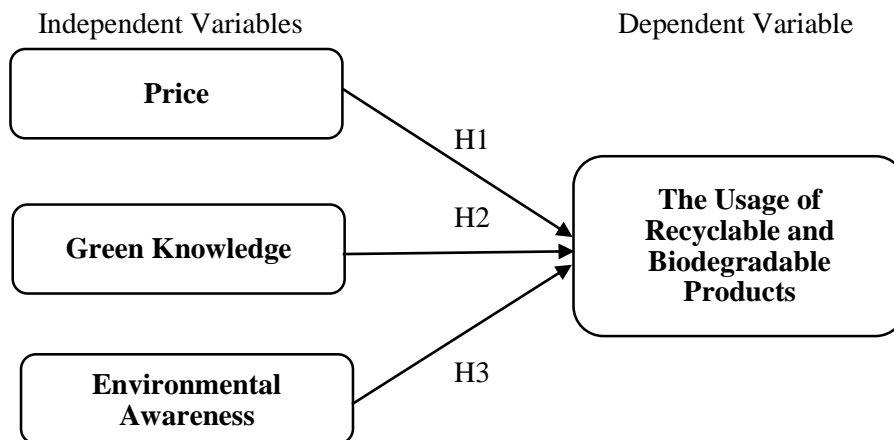 Independent Variables
Dependent Variable
Price
H1
The Usage of
Recyclable and
Biodegradable
Products
H2
Green Knowledge
H3
Environmental
Awareness